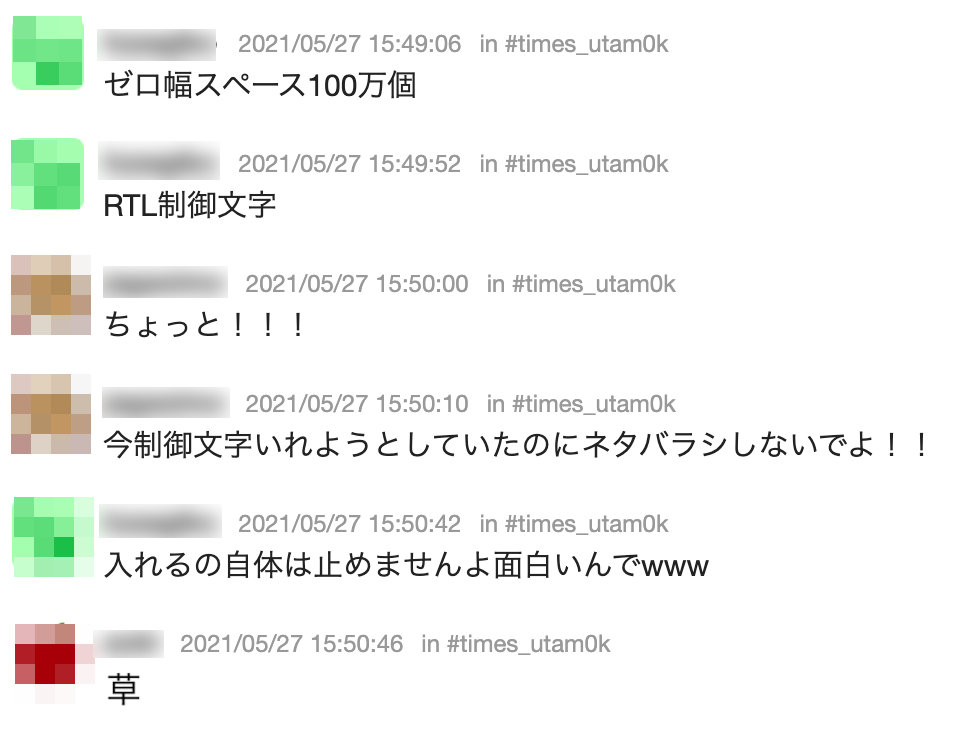 2021/05/27 15:49:06 in #times_utam0k
ゼロ幅スペース100万個
2021/05/27 15:49:52 in #times_utam0k
RTL制御文字
2021/05/27 15:50:00 in #times_utam0k
ちょっと！！！
2021/05/27 15:50:10 in #times_utam0k
今制御文字いれようとしていたのにネタバラシしないでよ！！
2021/05/27 15:50:42 in #times_utam0k
入れるの自体は止めませんよ面白いんでwww
2021/05/27 15:50:46 in #times_utam0k
草